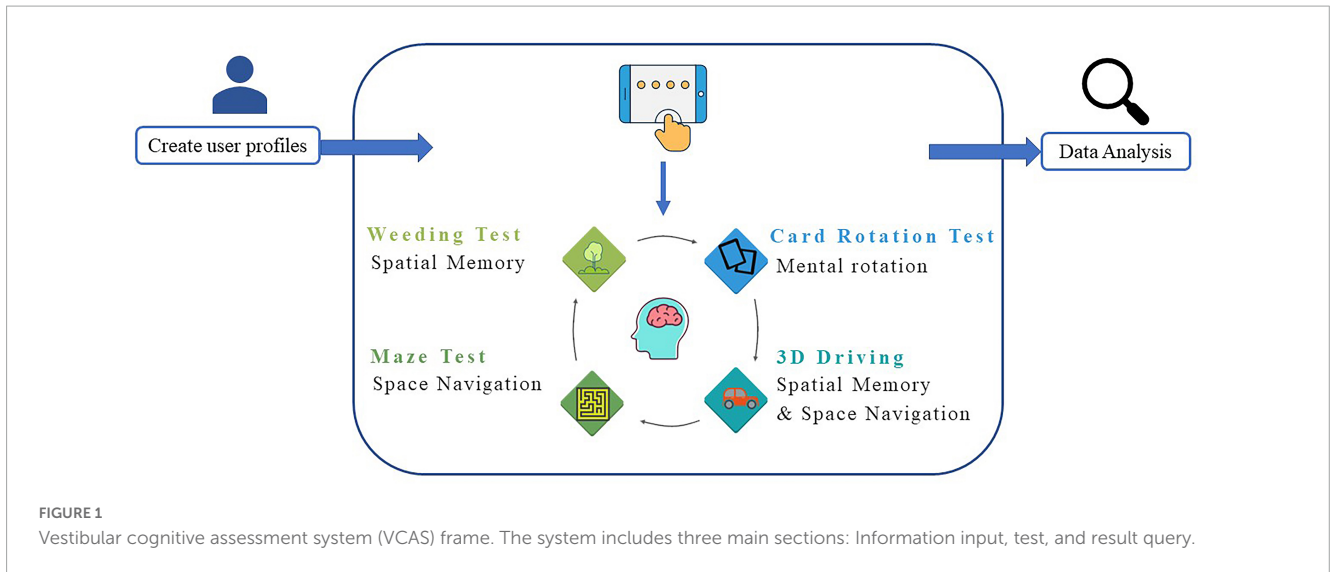 Create user profiles
Data Analysis
Weeding Test
Spatial Memory
Card Rotation Test
Mental rotation
Maze Test
Space Navigation
3D Driving
Spatial Memory
& Space Navigation
FIGURE 1
Vestibular cognitive assessment system (VCAS) frame. The system includes three main sections: Information input, test, and result query.